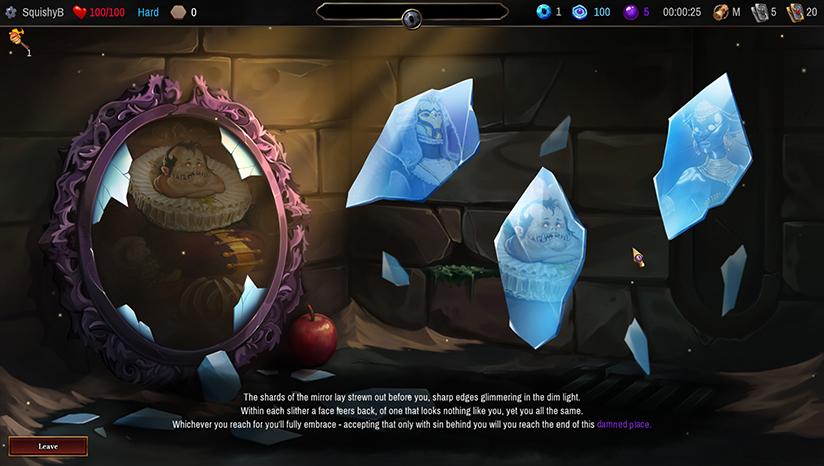 SquishyB 100/100 Hard 0 1 100 5 00:00:25 M 5 20
1
The shards of the mirror lay strewn out before you, sharp edges glimmering in the dim light.
Within each slither a face leers back, of one that looks nothing like you, yet you all the same.
Whichever you reach for you'll fully embrace - accepting that only with sin behind you will you reach the end of this damned place.
Leave